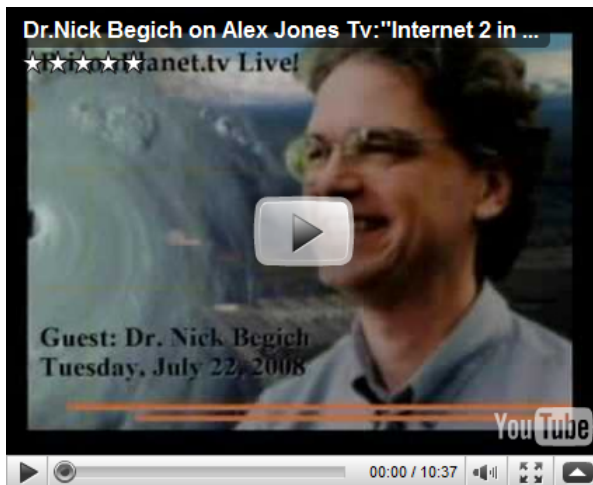 Dr.Nick Begich on Alex Jones Tv:"Internet 2 in ...
PrisonPlanet.tv Live!
Guest: Dr. Nick Begich
Tuesday, July 22, 2008
YouTube
00:00 / 10:37